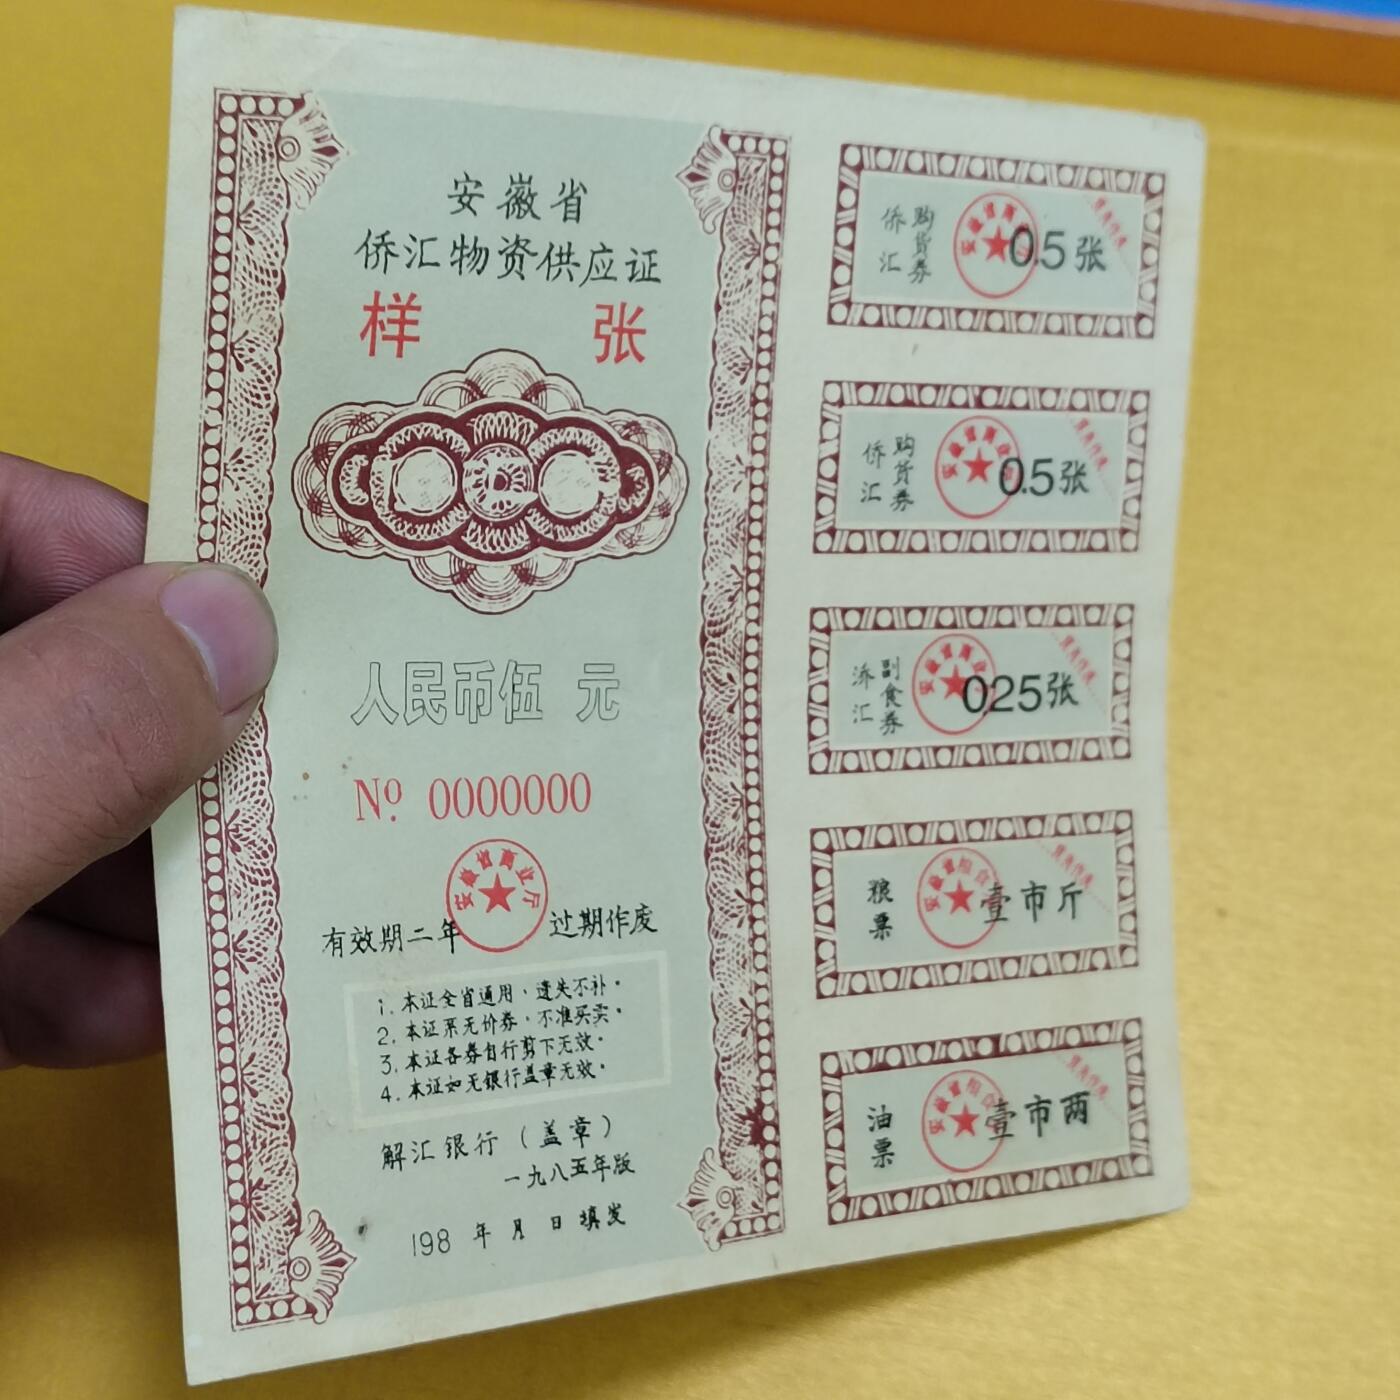 安徽省
侨汇物资供应证
样 张
人民币伍 元
Nº. 0000000
安徽省商业厅
有效期二年 过期作废
1. 本证全省通用，遗失不补。
2. 本证系无价券，不准买卖。
3. 本证各券自行剪下无效。
4. 本证如无银行盖章无效。
解汇银行（盖章）
一九八五年版
198 年 月 日 填发
侨汇 购货券 0.5张
侨汇 购货券 0.5张
侨汇 副食券 0.25张
粮票 壹市斤
油票 壹市两